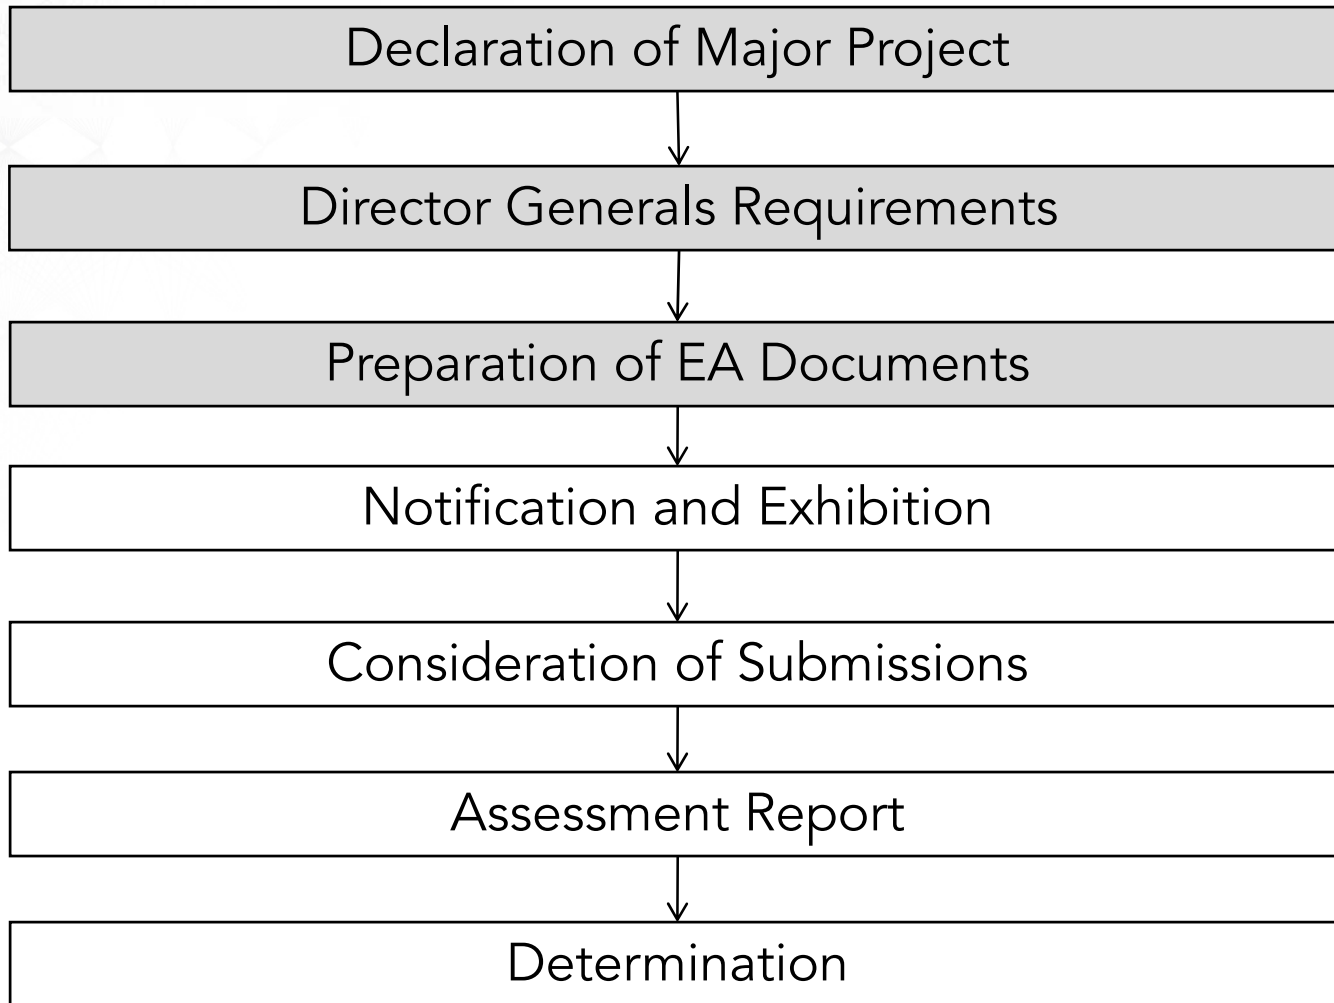 Declaration of Major Project
Director Generals Requirements
Preparation of EA Documents
Notification and Exhibition
Consideration of Submissions
Assessment Report
Determination